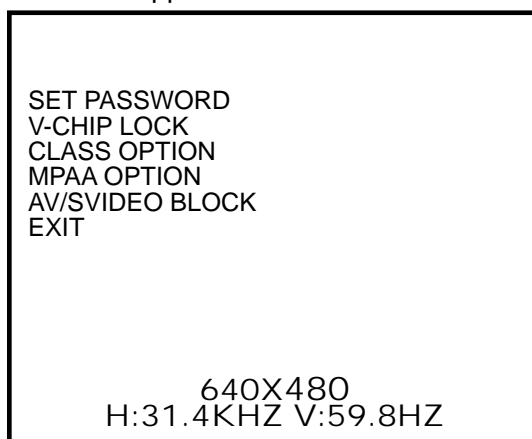 SET PASSWORD
V-CHIP LOCK
CLASS OPTION
MPAA OPTION
AV/SVIDEO BLOCK
EXIT
640X480
H:31.4KHZ V:59.8HZ